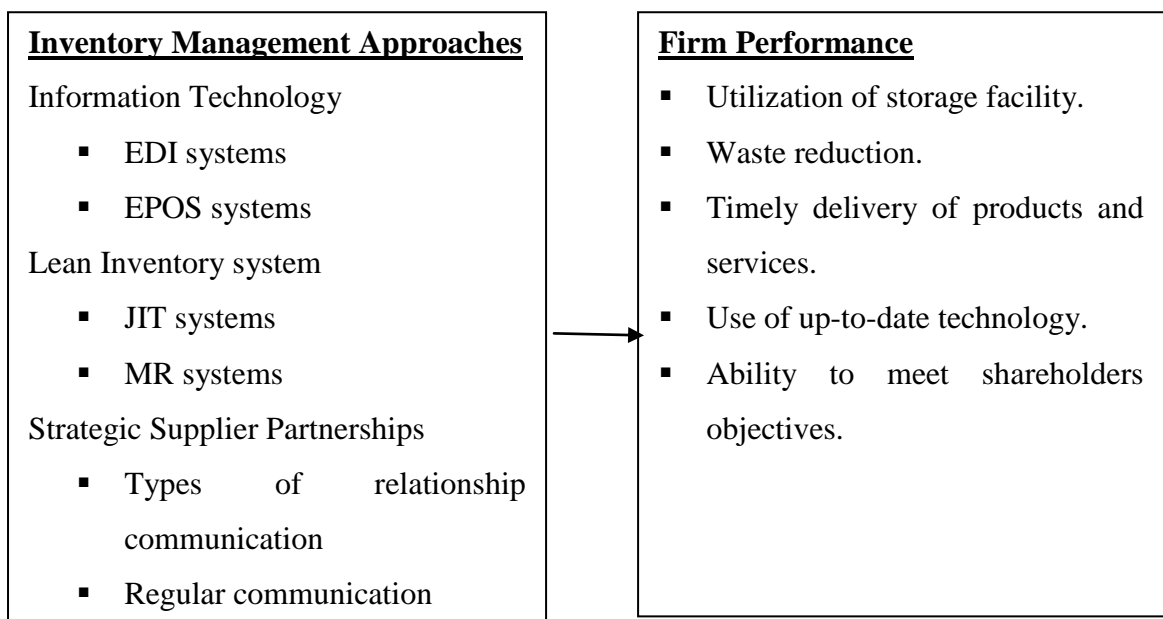 Inventory Management Approaches
Information Technology
▪ EDI systems
▪ EPOS systems
Lean Inventory system
▪ JIT systems
▪ MR systems
Strategic Supplier Partnerships
▪ Types of relationship
communication
▪ Regular communication
Firm Performance
▪ Utilization of storage facility.
▪ Waste reduction.
▪ Timely delivery of products and
services.
▪ Use of up-to-date technology.
▪ Ability to meet shareholders
objectives.